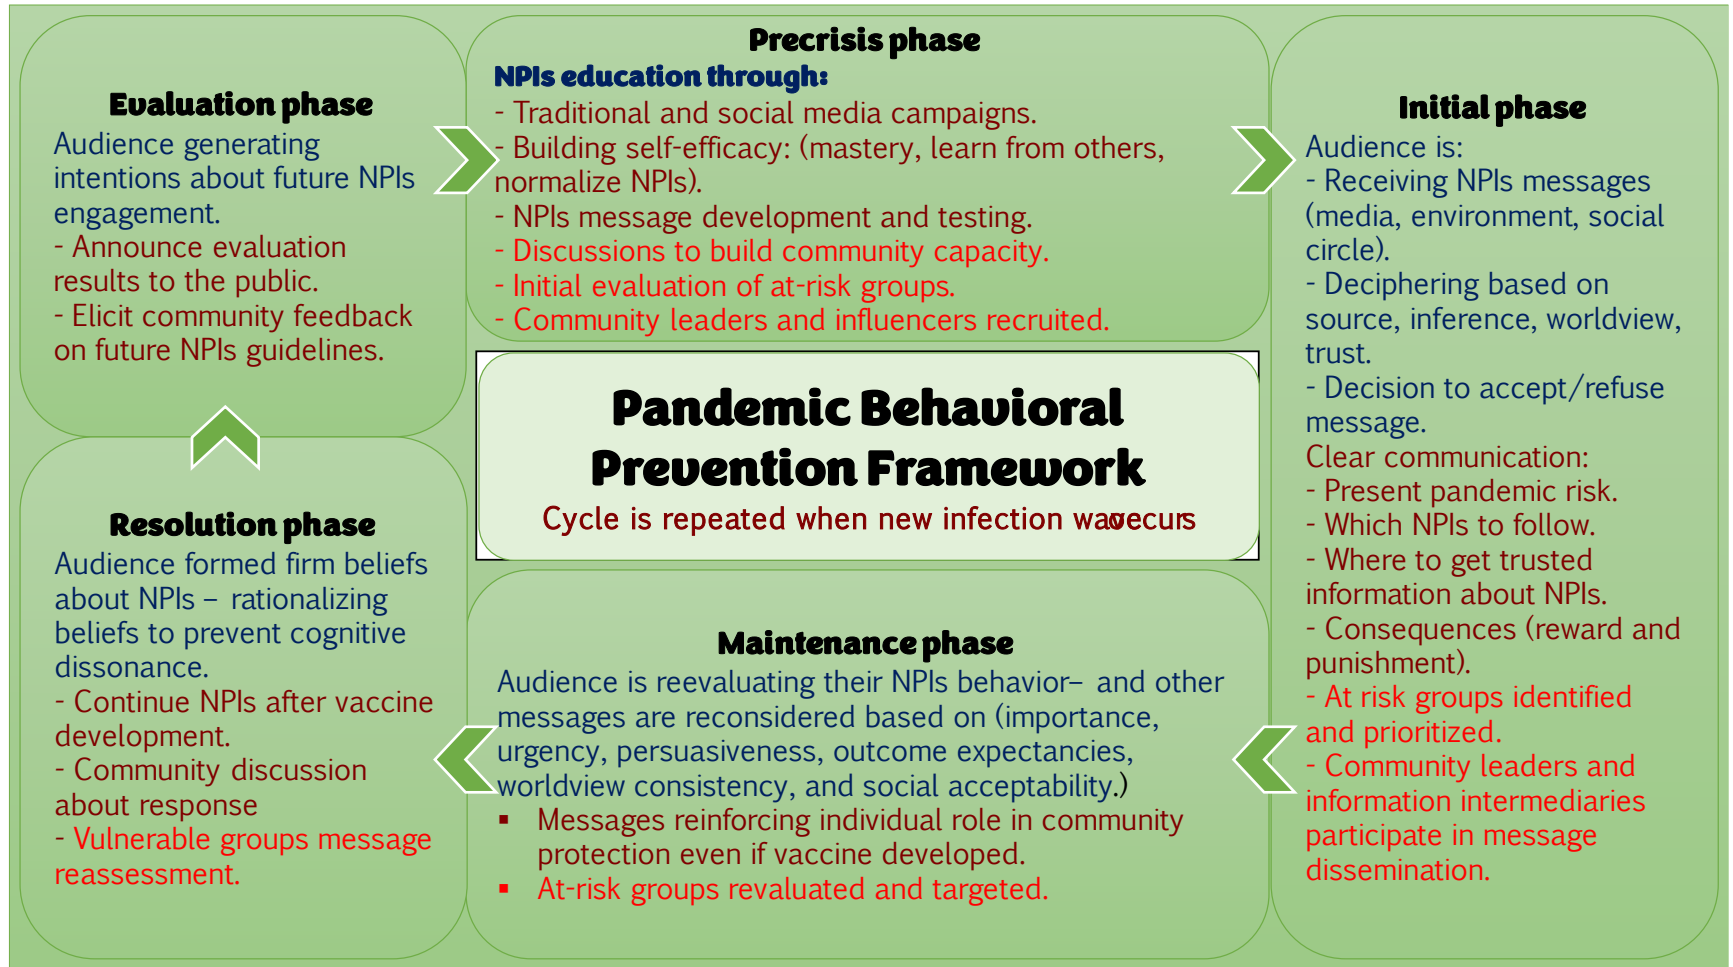 Evaluation phase
Audience generating
intentions about future NPIs
engagement.
- Announce evaluation
results to the public.
- Elicit community feedback
on future NPIs guidelines.
Precrisis phase
NPIs education through:
- Traditional and social media campaigns.
- Building self-efficacy: (mastery, learn from others,
normalize NPIs).
- NPIs message development and testing.
- Discussions to build community capacity.
- Initial evaluation of at-risk groups.
- Community leaders and influencers recruited.
Initial phase
Audience is:
- Receiving NPIs messages
(media, environment, social
circle).
- Deciphering based on
source, inference, worldview,
trust.
- Decision to accept/refuse
message.
Clear communication:
- Present pandemic risk.
- Which NPIs to follow.
- Where to get trusted
information about NPIs.
- Consequences (reward and
punishment).
- At risk groups identified
and prioritized.
- Community leaders and
information intermediaries
participate in message
dissemination.
Pandemic Behavioral
Prevention Framework
Cycle is repeated when new infection wave occurs
Resolution phase
Audience formed firm beliefs
about NPIs – rationalizing
beliefs to prevent cognitive
dissonance.
- Continue NPIs after vaccine
development.
- Community discussion
about response
- Vulnerable groups message
reassessment.
Maintenance phase
Audience is reevaluating their NPIs behavior– and other
messages are reconsidered based on (importance,
urgency, persuasiveness, outcome expectancies,
worldview consistency, and social acceptability.)
▪ Messages reinforcing individual role in community
protection even if vaccine developed.
▪ At-risk groups revaluated and targeted.